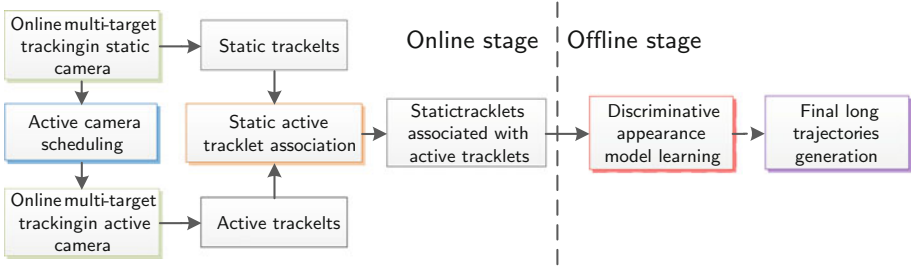 Online multi-target
trackingin static
camera
Static trackelts
Online stage
Offline stage
Active camera
scheduling
Static active
tracklet association
Statictracklets
associated with
active tracklets
Discriminative
appearance
model learning
Final long
trajectories
generation
Online multi-target
trackingin active
camera
Active trackelts